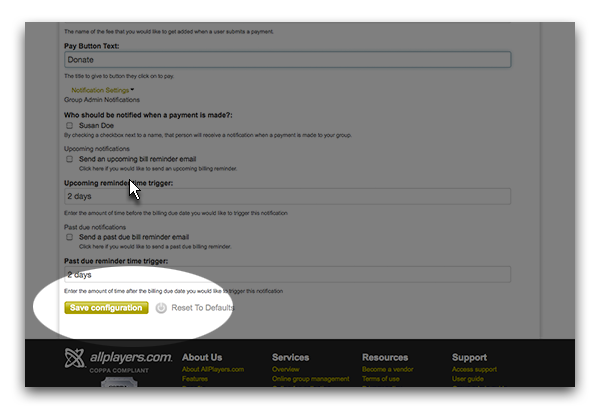 The name of the fee that you would like to get added when a user submits a payment.
Pay Button Text:
Donate
The title to give to button they click on to pay.
Notification Settings
Group Admin Notifications
Who should be notified when a payment is made?:
Susan Doe
By checking a checkbox next to a name, that person will receive a notification when a payment is made to your group.
Upcoming notifications
Send an upcoming bill reminder email
Click here if you would like to send an upcoming billing reminder.
Upcoming reminder time trigger:
2 days
Enter the amount of time before the billing due date you would like to trigger this notification
Past due notifications
Send a past due bill reminder email
Click here if you would like to send a past due billing reminder.
Past due reminder time trigger:
2 days
Enter the amount of time after the billing due date you would like to trigger this notification
Save configuration Reset To Defaults
allplayers.com About Us Services Resources Support
COPPA COMPLIANT About AllPlayers.com Overview Become a vendor Access support
Features Online group management Terms of use User guide